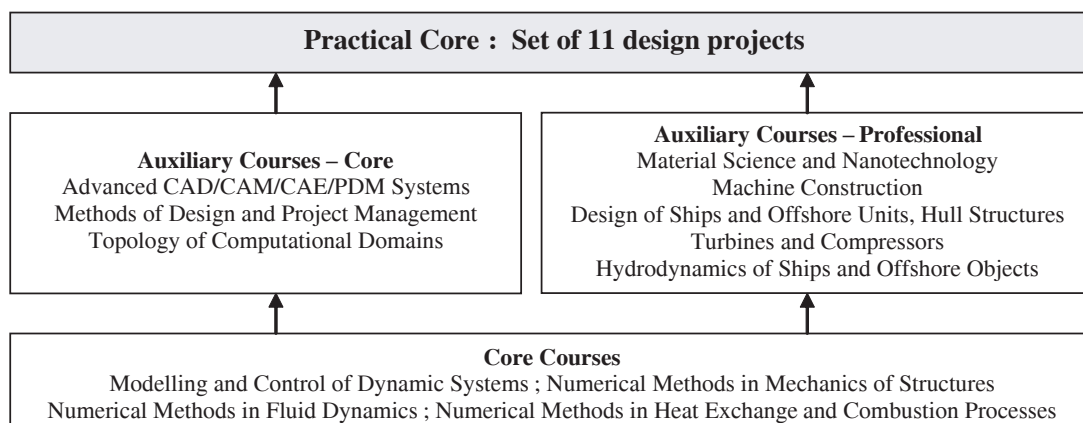 Practical Core : Set of 11 design projects
Auxiliary Courses – Core
Advanced CAD/CAM/CAE/PDM Systems
Methods of Design and Project Management
Topology of Computational Domains
Auxiliary Courses – Professional
Material Science and Nanotechnology
Machine Construction
Design of Ships and Offshore Units, Hull Structures
Turbines and Compressors
Hydrodynamics of Ships and Offshore Objects
Core Courses
Modelling and Control of Dynamic Systems ; Numerical Methods in Mechanics of Structures
Numerical Methods in Fluid Dynamics ; Numerical Methods in Heat Exchange and Combustion Processes